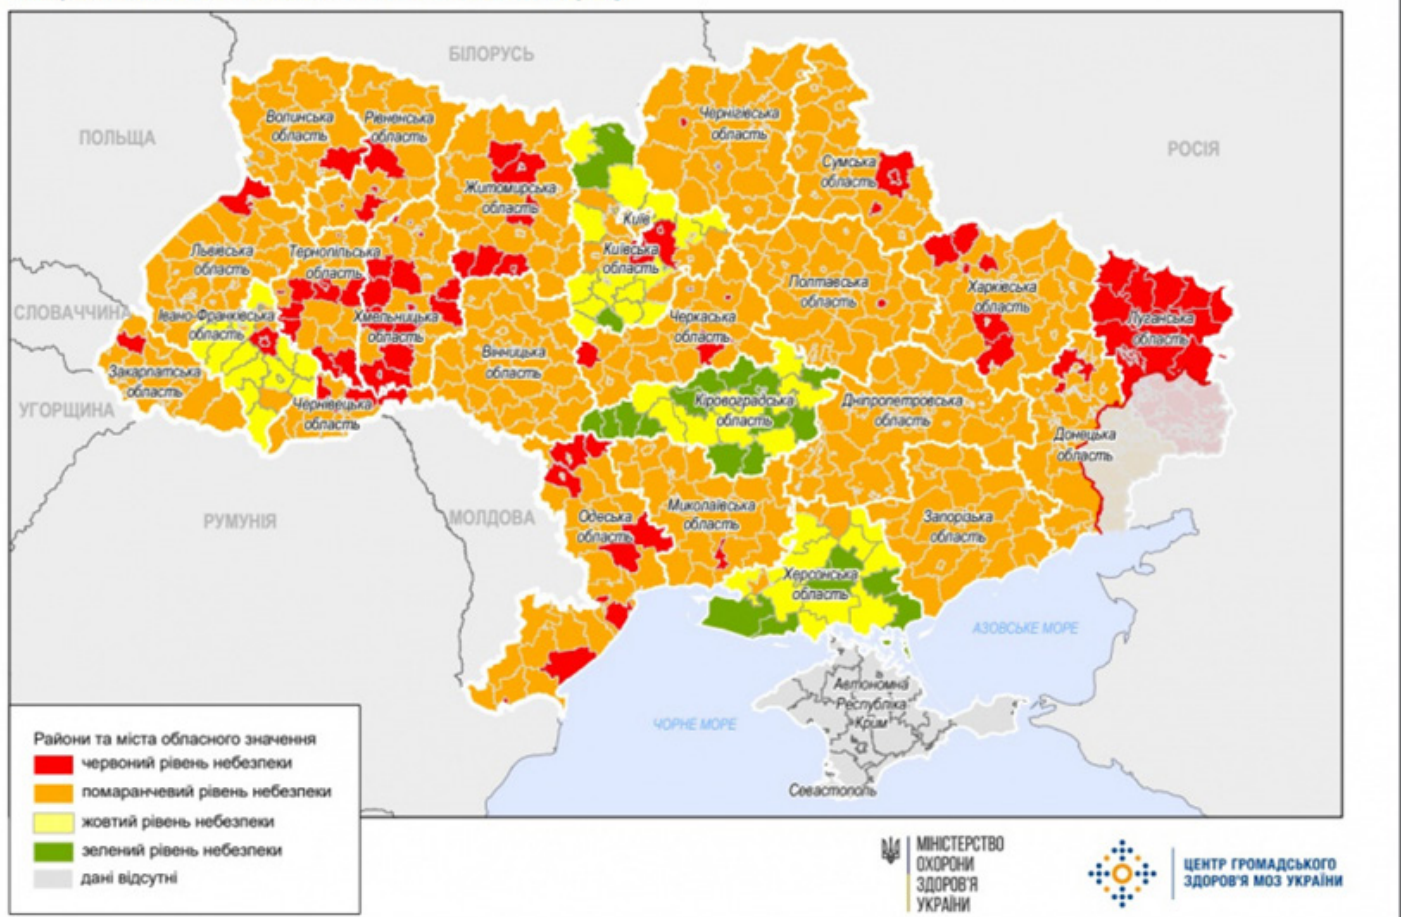 БІЛОРУСЬ
ПОЛЬЩА
РОСІЯ
СЛОВАЧЧИНА
УГОРЩИНА
РУМУНІЯ
МОЛДОВА
Волинська
область
Рівненська
область
Житомирська
область
Чернігівська
область
Сумська
область
Київ
Київська
область
Львівська
область
Тернопільська
область
Хмельницька
область
Івано-Франківська
область
Закарпатська
область
Чернівецька
область
Вінницька
область
Черкаська
область
Полтавська
область
Харківська
область
Луганська
область
Кіровоградська
область
Дніпропетровська
область
Донецька
область
Одеська
область
Миколаївська
область
Запорізька
область
Херсонська
область
АЗОВСЬКЕ МОРЕ
ЧОРНЕ МОРЕ
Автономна
Республіка
Крим
Севастополь
Райони та міста обласного значення
червоний рівень небезпеки
помаранчевий рівень небезпеки
жовтий рівень небезпеки
зелений рівень небезпеки
дані відсутні
МІНІСТЕРСТВО
ОХОРОНИ
ЗДОРОВ'Я
УКРАЇНИ
ЦЕНТР ГРОМАДСЬКОГО
ЗДОРОВ'Я МОЗ УКРАЇНИ